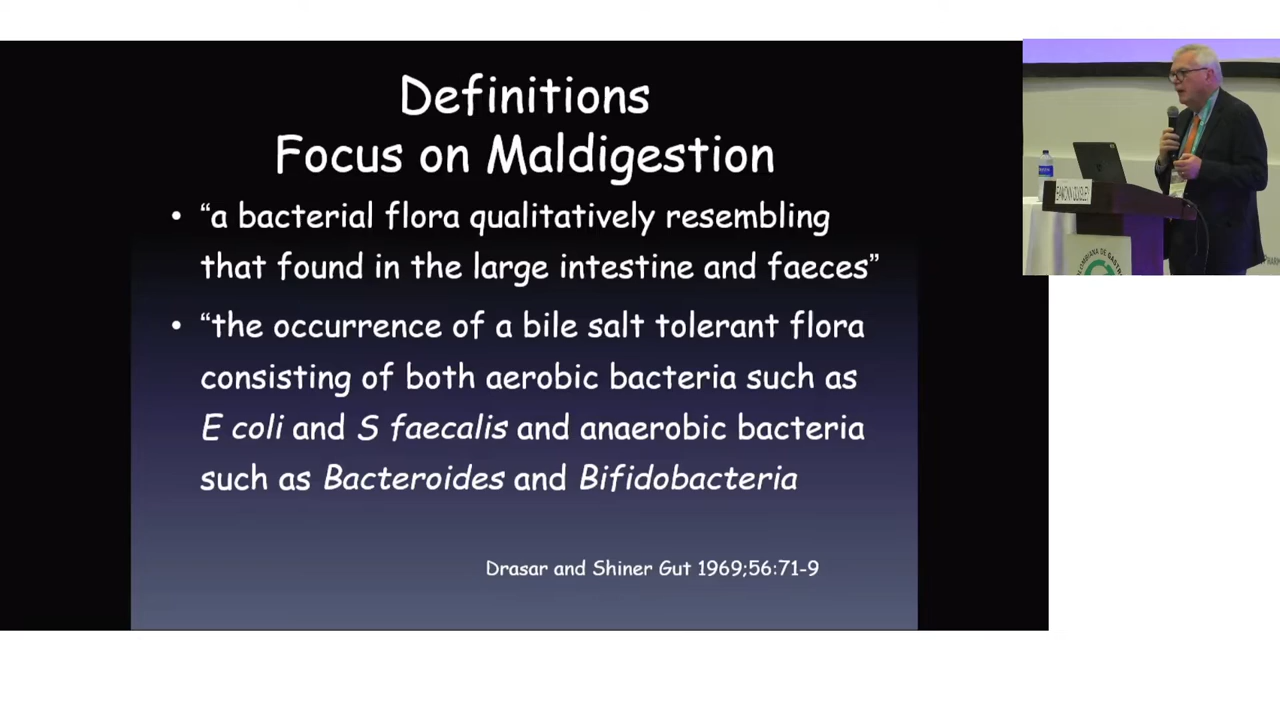 Definitions
Focus on Maldigestion
• “a bacterial flora qualitatively resembling
that found in the large intestine and faeces”
• “the occurrence of a bile salt tolerant flora
consisting of both aerobic bacteria such as
E coli and S faecalis and anaerobic bacteria
such as Bacteroides and Bifidobacteria
Drasar and Shiner Gut 1969;56:71-9
EAMONN QUIGLEY